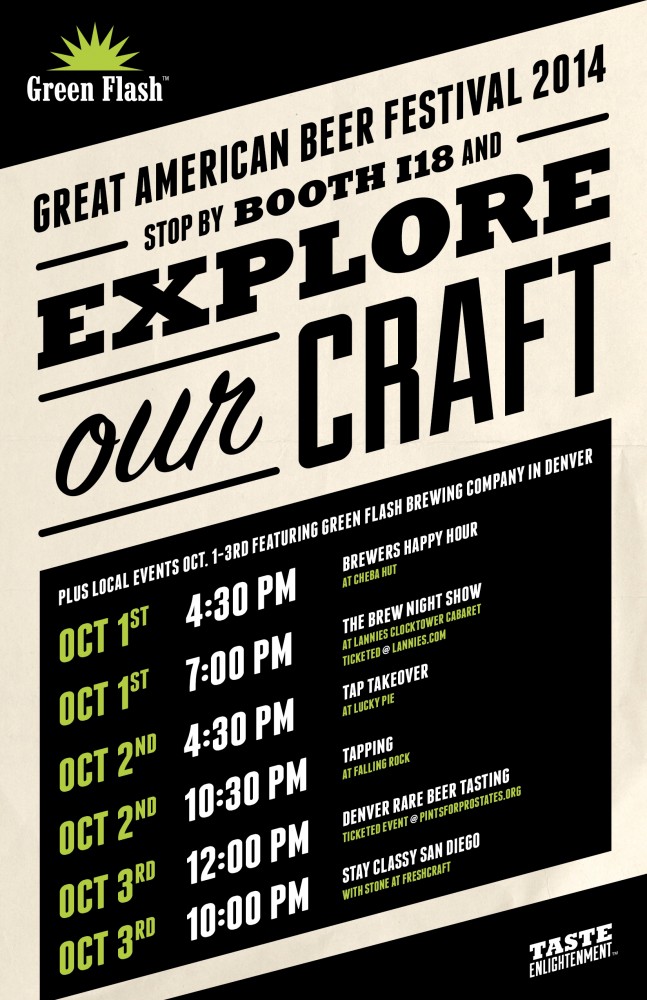 Green Flash™
GREAT AMERICAN BEER FESTIVAL 2014
STOP BY BOOTH I18 AND
EXPLORE
our CRAFT
PLUS LOCAL EVENTS OCT. 1-3RD FEATURING GREEN FLASH BREWING COMPANY IN DENVER
OCT 1ST 4:30 PM BREWERS HAPPY HOUR
AT CHEBA HUT
OCT 1ST 7:00 PM THE BREW NIGHT SHOW
AT LANNIES CLOCKTOWER CABARET
TICKETED @ LANNIES.COM
OCT 2ND 4:30 PM TAP TAKEOVER
AT LUCKY PIE
OCT 2ND 10:30 PM TAPPING
AT FALLING ROCK
OCT 3RD 12:00 PM DENVER RARE BEER TASTING
TICKETED EVENT @ PINTSFORPROSTATES.ORG
OCT 3RD 10:00 PM STAY CLASSY SAN DIEGO
WITH STONE AT FRESHCRAFT
TASTE
ENLIGHTENMENT™